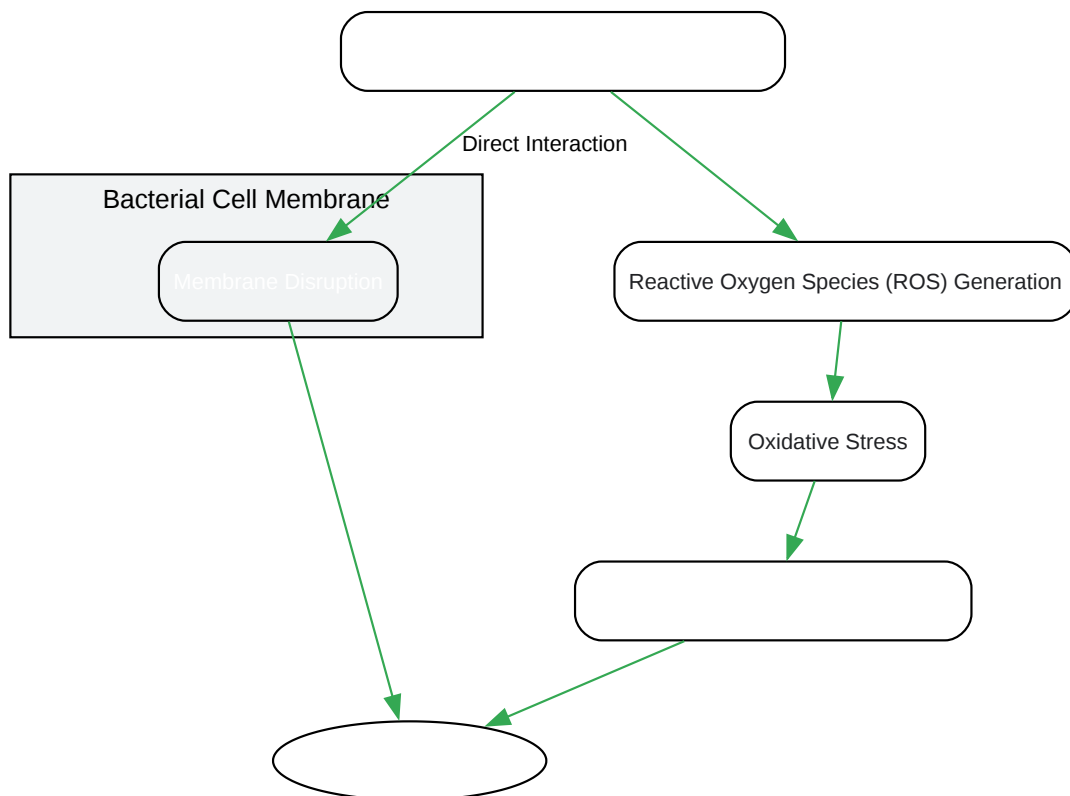 Direct Interaction
Bacterial Cell Membrane
Membrane Disruption
Reactive Oxygen Species (ROS) Generation
Oxidative Stress